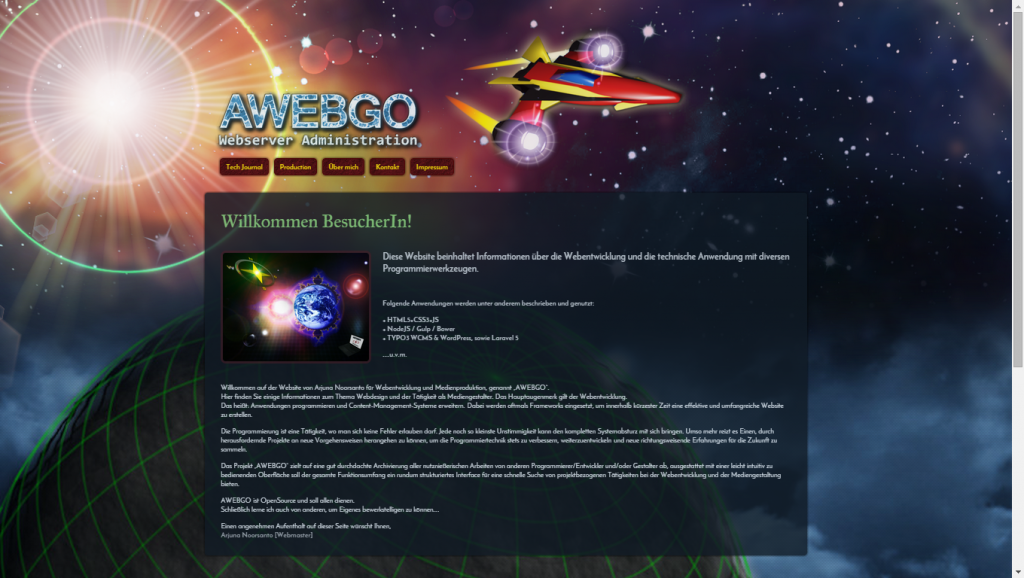 AWEBGO
Webserver Administration
Tech Journal
Production
Über mich
Kontakt
Impressum
Willkommen BesucherIn!
Diese Website beinhaltet Informationen über die Webentwicklung und die technische Anwendung mit diversen
Programmierwerkzeugen.
Folgende Anwendungen werden unter anderem beschrieben und genutzt:
• HTML5+CSS3+JS
• NodeJS / Gulp / Bower
• TYPO3 WCMS & WordPress, sowie Laravel 5
....u.v.m.
Willkommen auf der Website von Arjuna Noorsanto für Webentwicklung und Medienproduktion, genannt „AWEBGO“.
Hier finden Sie einige Informationen zum Thema Webdesign und der Tätigkeit als Mediengestalter. Das Hauptaugenmerk gilt der Webentwicklung.
Das heißt: Anwendungen programmieren und Content-Management-Systeme erweitern. Dabei werden oftmals Frameworks eingesetzt, um innerhalb kürzester Zeit eine effektive und umfangreiche Website
zu erstellen.
Die Programmierung ist eine Tätigkeit, wo man sich keine Fehler erlauben darf. Jede noch so kleinste Unstimmigkeit kann den kompletten Systemabsturz mit sich bringen. Umso mehr reizt es Einen, durch
herausfordernde Projekte an neue Vorgehensweisen herangehen zu können, um die Programmiertechnik stets zu verbessern, weiterzuentwickeln und neue richtungsweisende Erfahrungen für die Zukunft zu
sammeln.
Das Projekt „AWEBGO“ zielt auf eine gut durchdachte Archivierung aller nutznießerischen Arbeiten von anderen Programmierer/Entwickler und/oder Gestalter ab, ausgestattet mit einer leicht intuitiv zu
bedienenden Oberfläche soll der gesamte Funktionsumfang ein rundum strukturiertes Interface für eine schnelle Suche von projektbezogenen Tätigkeiten bei der Webentwicklung und der Mediengestaltung
bieten.
AWEBGO ist OpenSource und soll allen dienen.
Schließlich lerne ich auch von anderen, um Eigenes bewerkstelligen zu können....
Einen angenehmen Aufenthalt auf dieser Seite wünscht Ihnen,
Arjuna Noorsanto [Webmaster]